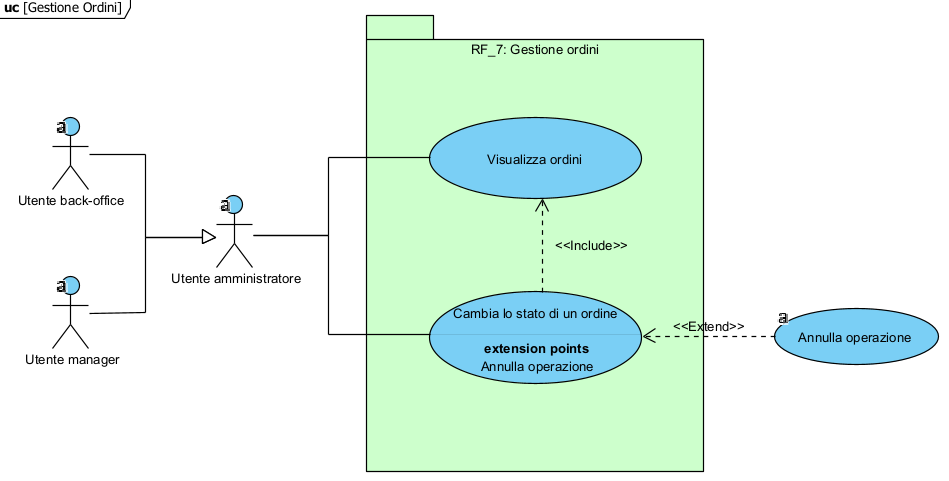 uc [Gestione Ordini]
RF_7: Gestione ordini
a
Utente back-office
Visualizza ordini
a
Utente amministratore
<<Include>>
a
Utente manager
Cambia lo stato di un ordine
extension points
Annulla operazione
<<Extend>>
a
Annulla operazione